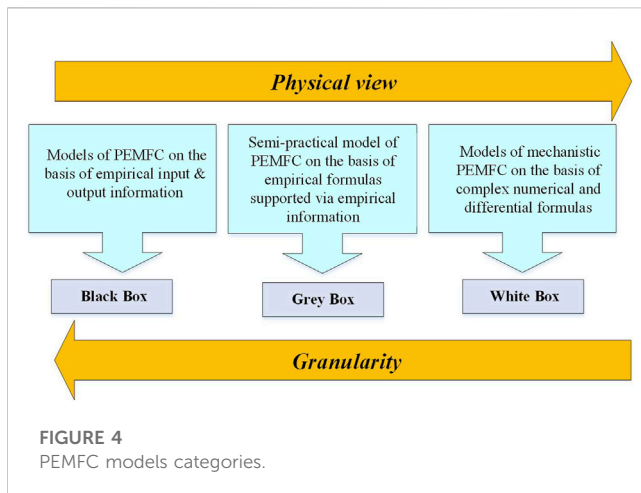 Physical view
Models of PEMFC on the
basis of empirical input &
output information
Semi-practical model of
PEMFC on the basis of
empirical formulas
supported via empirical
information
Models of mechanistic
PEMFC on the basis of
complex numerical and
differential formulas
Black Box
Grey Box
White Box
Granularity
FIGURE 4
PEMFC models categories.